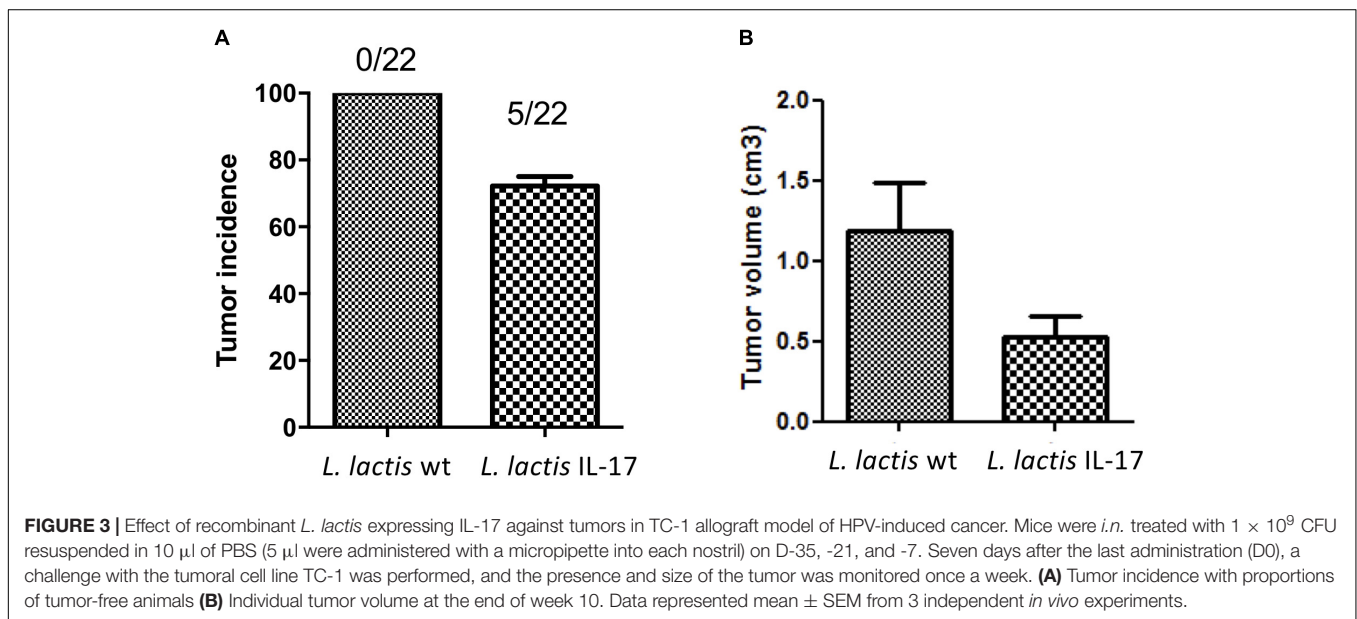 A
0/22
5/22
100
80
60
40
20
0
Tumor incidence
L. lactis wt L. lactis IL-17
B
2.0
1.5
1.0
0.5
0.0
Tumor volume (cm3)
L. lactis wt L. lactis IL-17
FIGURE 3 | Effect of recombinant L. lactis expressing IL-17 against tumors in TC-1 allograft model of HPV-induced cancer. Mice were i.n. treated with 1 × 10⁹ CFU
resuspended in 10 μl of PBS (5 μl were administered with a micropipette into each nostril) on D-35, -21, and -7. Seven days after the last administration (D0), a
challenge with the tumoral cell line TC-1 was performed, and the presence and size of the tumor was monitored once a week. (A) Tumor incidence with proportions
of tumor-free animals (B) Individual tumor volume at the end of week 10. Data represented mean ± SEM from 3 independent in vivo experiments.